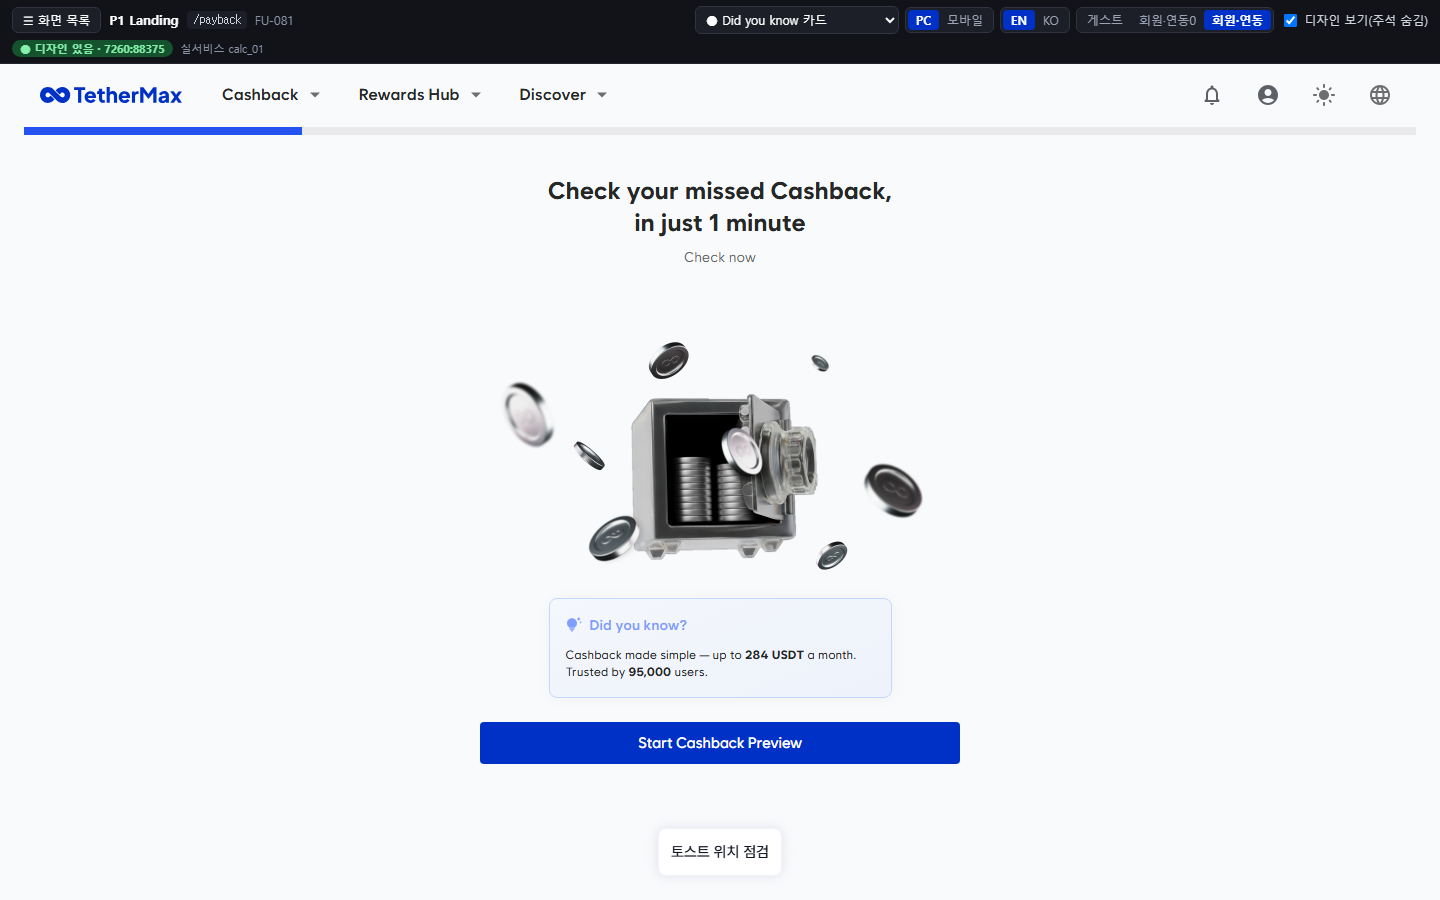 ☰ 화면 목록 P1 Landing /payback FU-081 ● Did you know 카드 PC 모바일 EN KO 게스트 회원·연동0 회원·연동 디자인 보기(주석 숨김)
● 디자인 있음 · 7260:88375 실서비스 calc_01
TetherMax Cashback Rewards Hub Discover
Check your missed Cashback,
in just 1 minute
Check now
Did you know?
Cashback made simple — up to 284 USDT a month.
Trusted by 95,000 users.
Start Cashback Preview
토스트 위치 점검